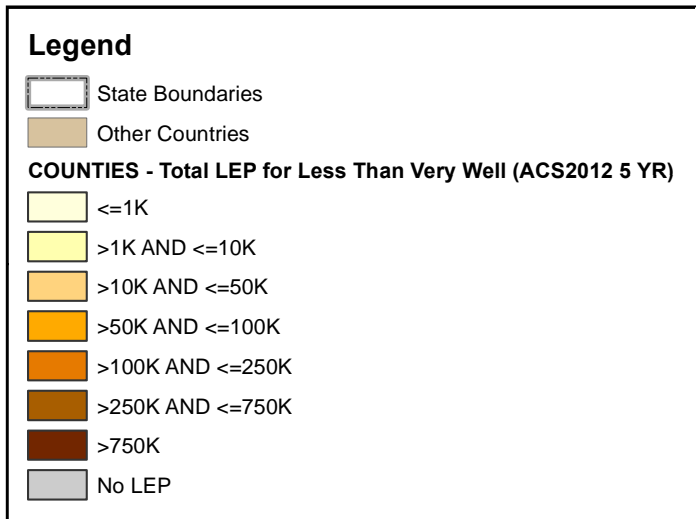 Legend
State Boundaries
Other Countries
COUNTIES - Total LEP for Less Than Very Well (ACS2012 5 YR)
<=1K
>1K AND <=10K
>10K AND <=50K
>50K AND <=100K
>100K AND <=250K
>250K AND <=750K
>750K
No LEP